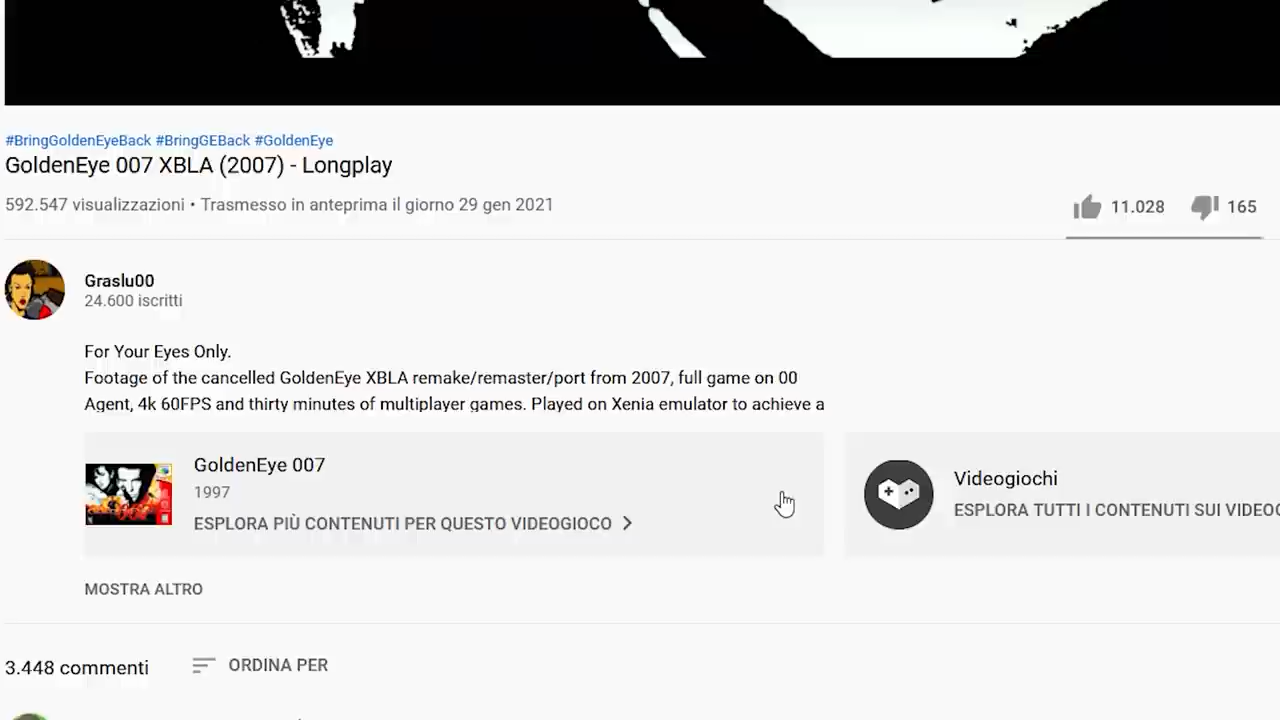 #BringGoldenEyeBack #BringGEBack #GoldenEye
GoldenEye 007 XBLA (2007) - Longplay
592.547 visualizzazioni • Trasmesso in anteprima il giorno 29 gen 2021
11.028
165
Graslu00
24.600 iscritti
For Your Eyes Only.
Footage of the cancelled GoldenEye XBLA remake/remaster/port from 2007, full game on 00
Agent, 4k 60FPS and thirty minutes of multiplayer games. Played on Xenia emulator to achieve a
GoldenEye 007
1997
ESPLORA PIÙ CONTENUTI PER QUESTO VIDEOGIOCO
Videogiochi
ESPLORA TUTTI I CONTENUTI SUI VIDEO
MOSTRA ALTRO
3.448 commenti
ORDINA PER